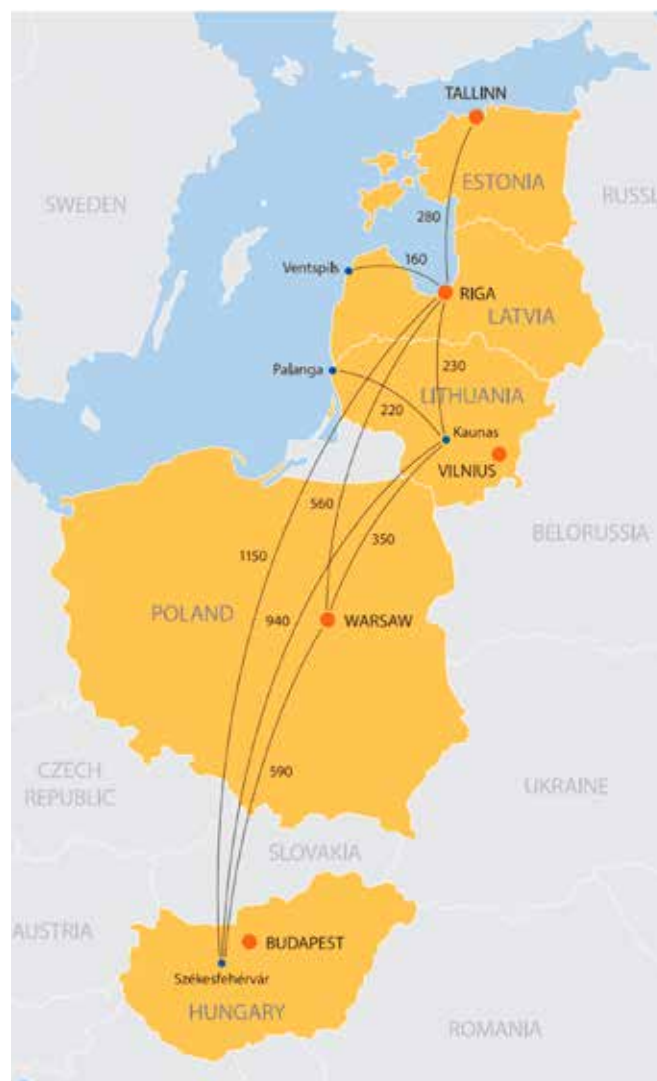 TALLINN
ESTONIA
SWEDEN
RUSSI
280
Ventspills
160
RIGA
LATVIA
Palanga
230
LITHUANIA
220
Kaunas
VILNIUS
560
BELORUSSIA
350
1150
POLAND
940
WARSAW
590
CZECH
REPUBLIC
UKRAINE
SLOVAKIA
AUSTRIA
BUDAPEST
Székesfehérvár
HUNGARY
ROMANIA